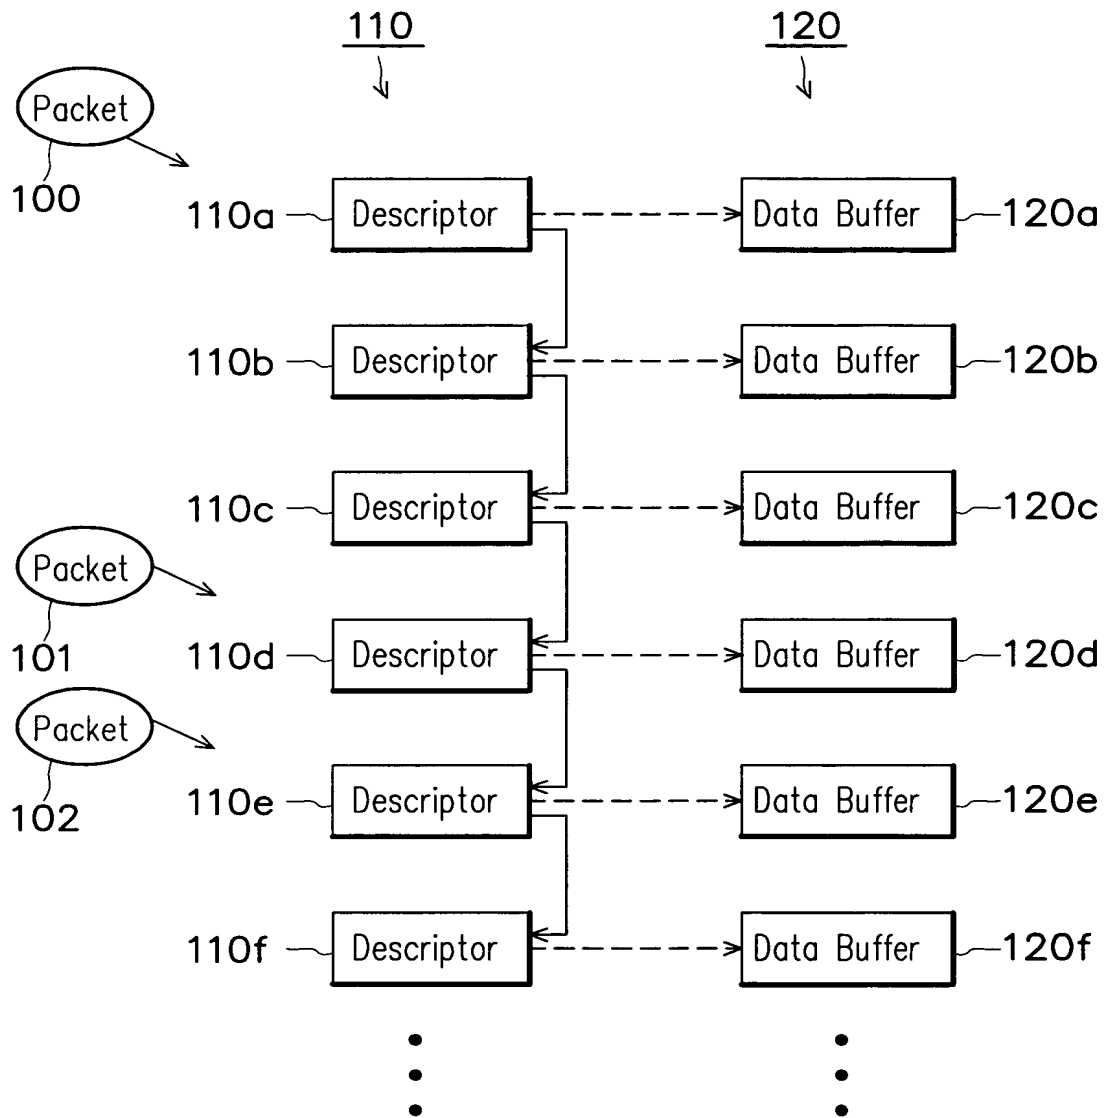 110
120
Packet
100
110a
Descriptor
Data Buffer
120a
110b
Descriptor
Data Buffer
120b
110c
Descriptor
Data Buffer
120c
Packet
101
110d
Descriptor
Data Buffer
120d
Packet
102
110e
Descriptor
Data Buffer
120e
110f
Descriptor
Data Buffer
120f